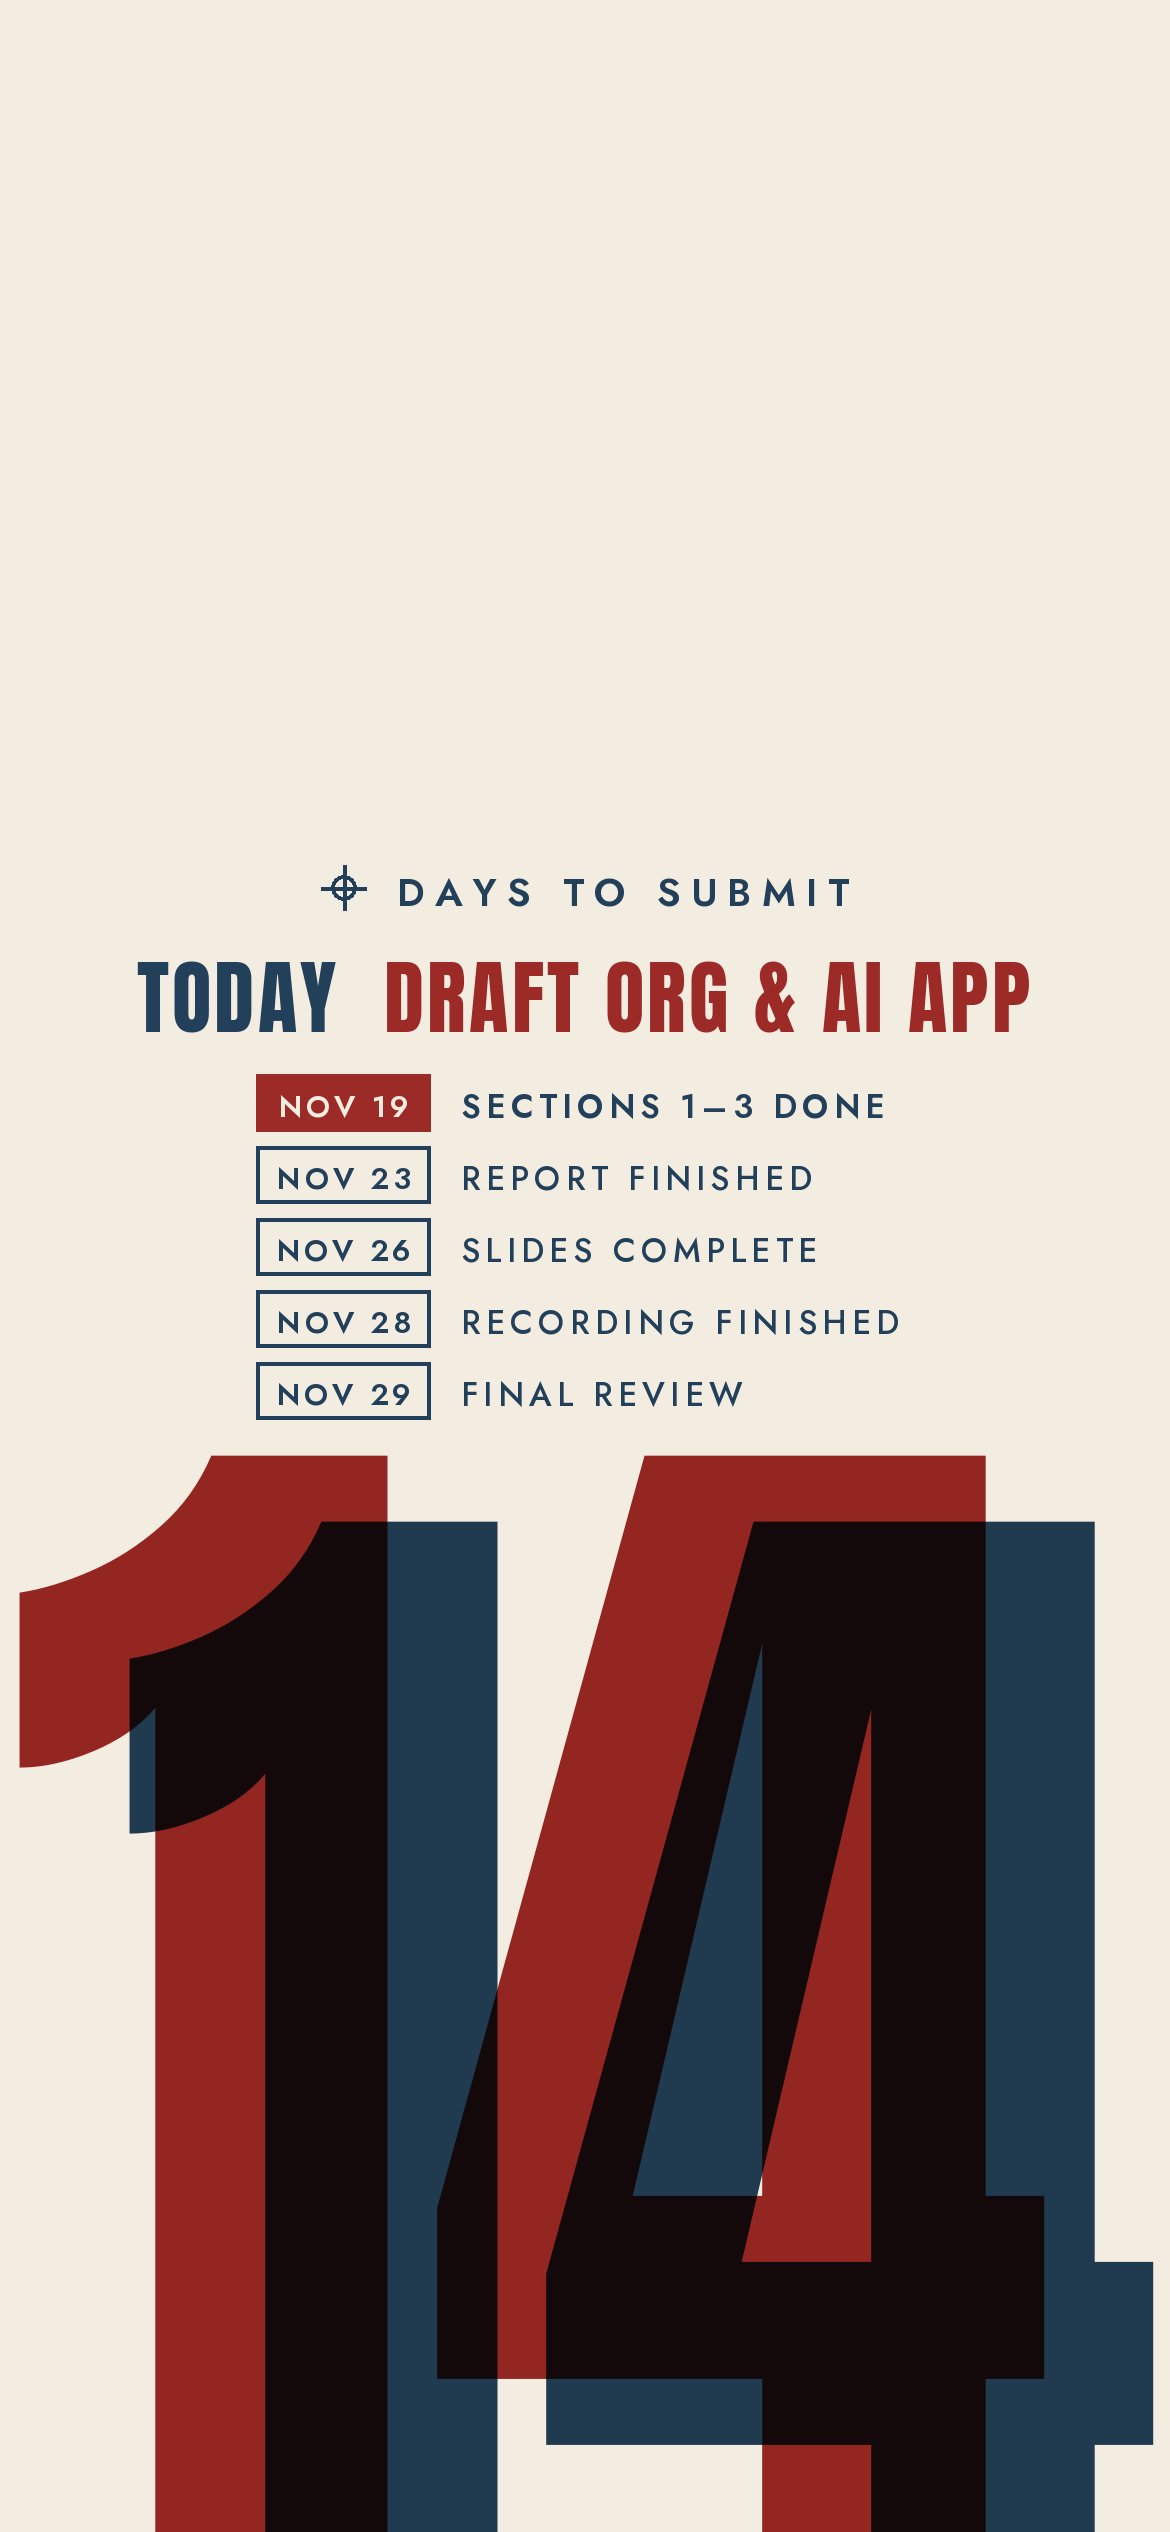 DAYS TO SUBMIT
TODAY DRAFT ORG & AI APP
NOV 19 SECTIONS 1–3 DONE
NOV 23 REPORT FINISHED
NOV 26 SLIDES COMPLETE
NOV 28 RECORDING FINISHED
NOV 29 FINAL REVIEW
14